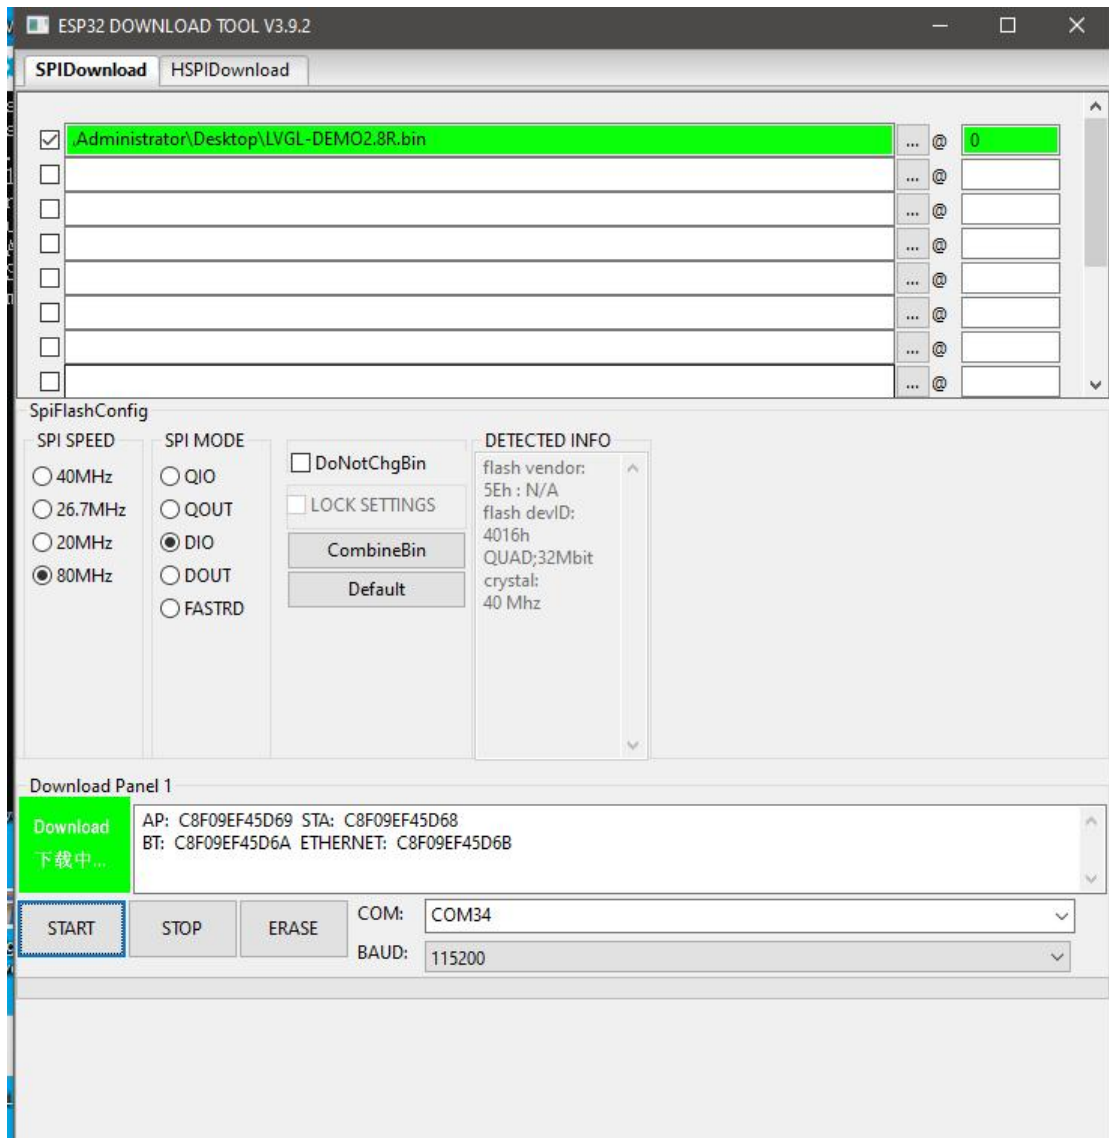 ESP32 DOWNLOAD TOOL V3.9.2
SPIDownload HSPIDownload
Administrator\Desktop\LVGL-DEMO2.8R.bin ... @ 0
... @
... @
... @
... @
... @
... @
... @
SpiFlashConfig
SPI SPEED
40MHz
26.7MHz
20MHz
80MHz
SPI MODE
QIO
QOUT
DIO
DOUT
FASTRD
DoNotChgBin
LOCK SETTINGS
CombineBin
Default
DETECTED INFO
flash vendor:
5Eh : N/A
flash devID:
4016h
QUAD;32Mbit
crystal:
40 Mhz
Download Panel 1
Download
下载中...
AP: C8F09EF45D69 STA: C8F09EF45D68
BT: C8F09EF45D6A ETHERNET: C8F09EF45D6B
START STOP ERASE
COM: COM34
BAUD: 115200